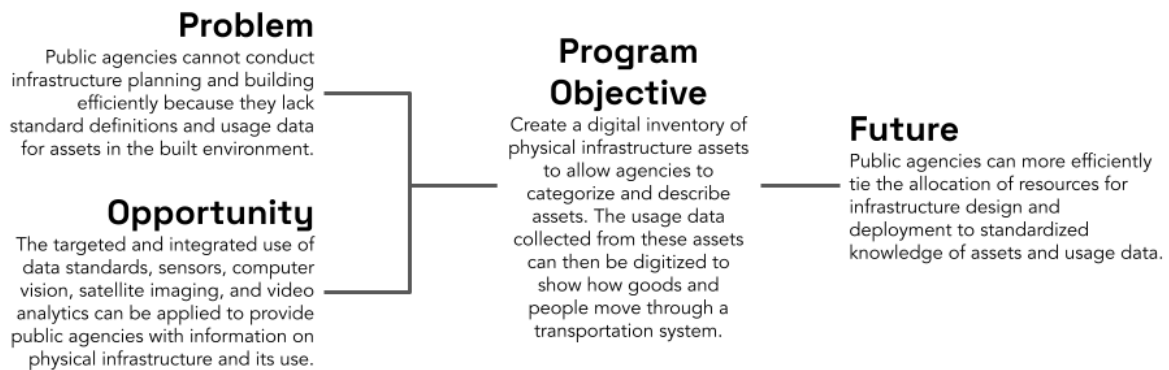 Problem
Public agencies cannot conduct
infrastructure planning and building
efficiently because they lack
standard definitions and usage data
for assets in the built environment.
Opportunity
The targeted and integrated use of
data standards, sensors, computer
vision, satellite imaging, and video
analytics can be applied to provide
public agencies with information on
physical infrastructure and its use.
Program
Objective
Create a digital inventory of
physical infrastructure assets
to allow agencies to
categorize and describe
assets. The usage data
collected from these assets
can then be digitized to
show how goods and
people move through a
transportation system.
Future
Public agencies can more efficiently
tie the allocation of resources for
infrastructure design and
deployment to standardized
knowledge of assets and usage data.